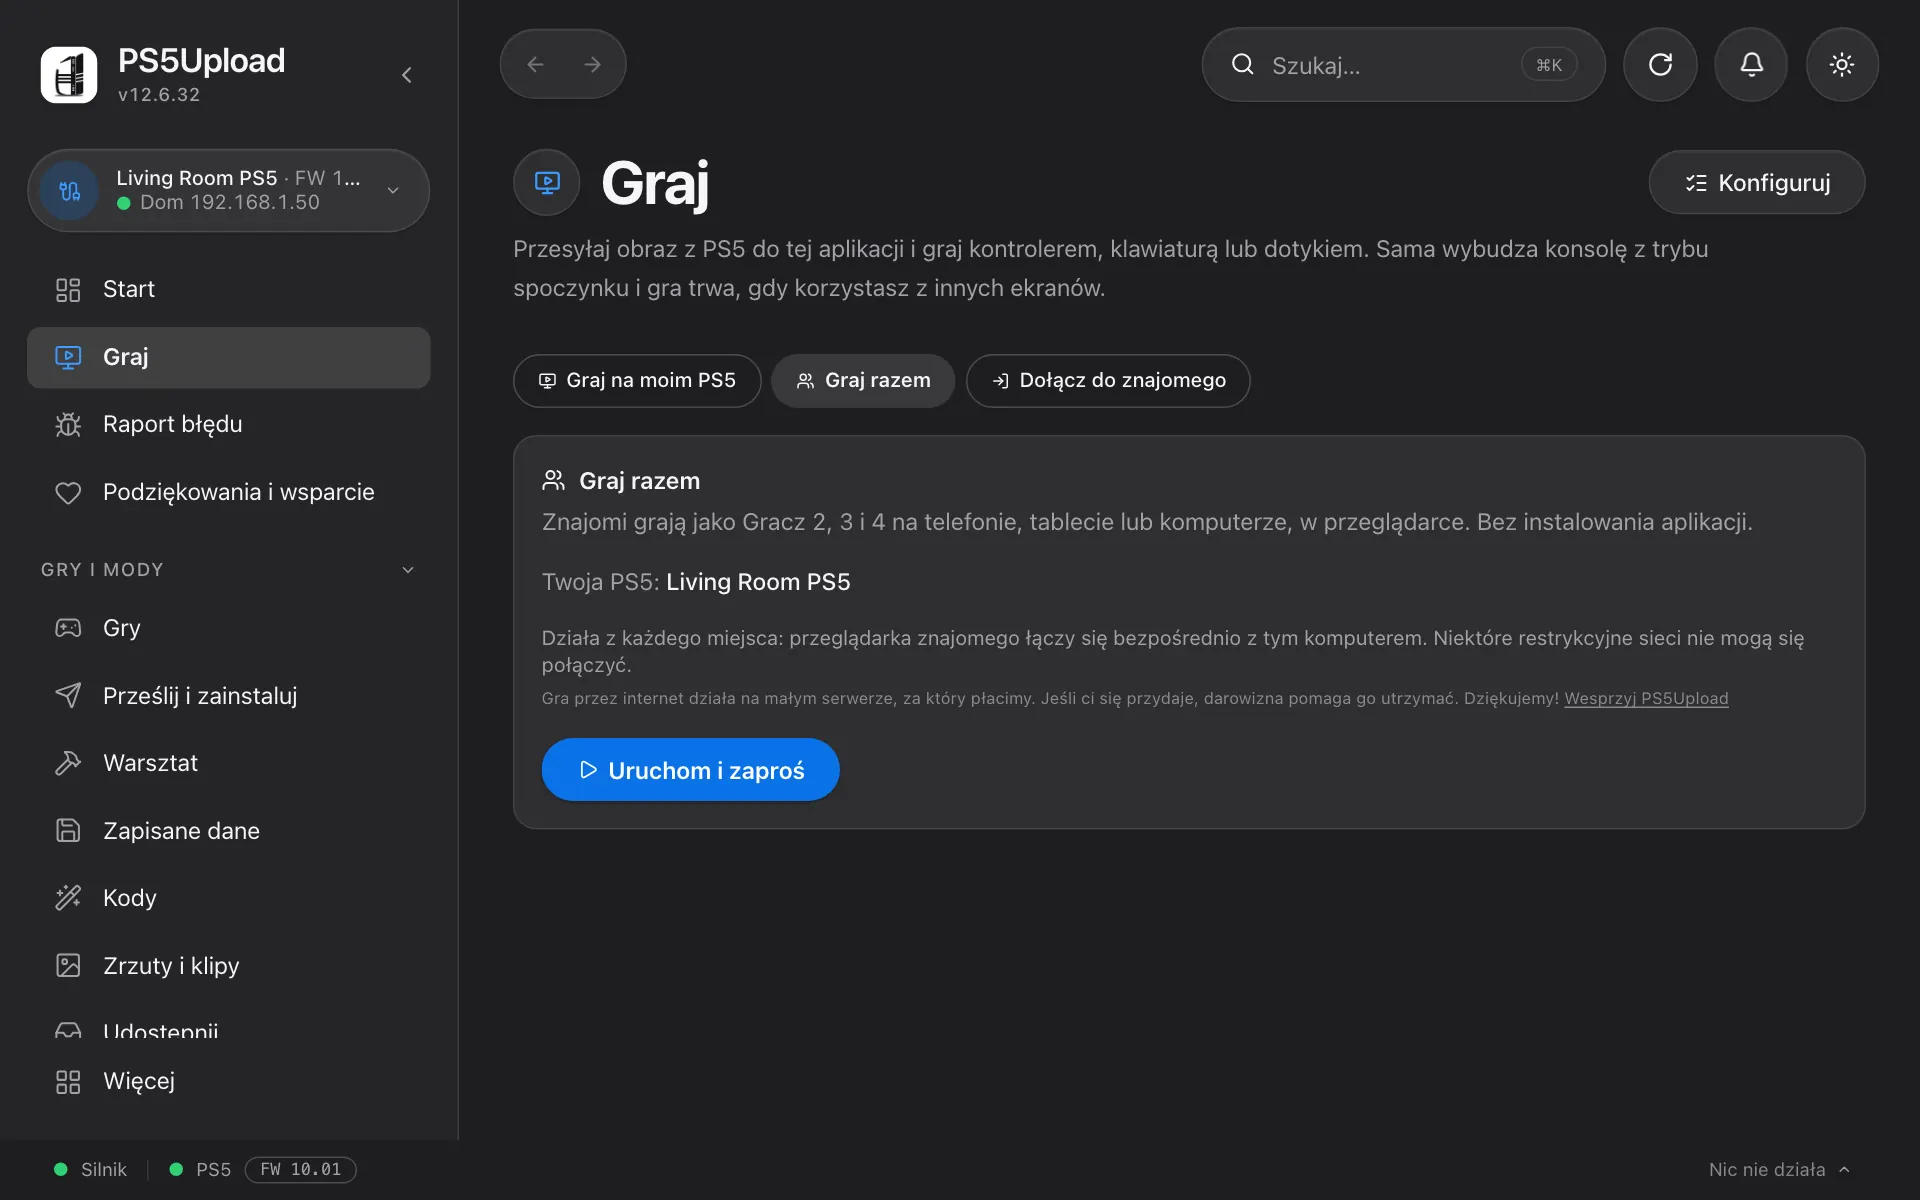 PS5Upload
v12.6.32
Living Room PS5 · FW 1...
Dom 192.168.1.50
Start
Graj
Raport błędu
Podziękowania i wsparcie
GRY I MODY
Gry
Prześlij i zainstaluj
Warsztat
Zapisane dane
Kody
Zrzuty i klipy
Udostępnij
Więcej
Szukaj...
⌘K
Graj
Konfiguruj
Przesyłaj obraz z PS5 do tej aplikacji i graj kontrolerem, klawiaturą lub dotykiem. Sama wybudza konsolę z trybu
spoczynku i gra trwa, gdy korzystasz z innych ekranów.
Graj na moim PS5
Graj razem
Dołącz do znajomego
Graj razem
Znajomi grają jako Gracz 2, 3 i 4 na telefonie, tablecie lub komputerze, w przeglądarce. Bez instalowania aplikacji.
Twoja PS5: Living Room PS5
Działa z każdego miejsca: przeglądarka znajomego łączy się bezpośrednio z tym komputerem. Niektóre restrykcyjne sieci nie mogą się
połączyć.
Gra przez internet działa na małym serwerze, za który płacimy. Jeśli ci się przydaje, darowizna pomaga go utrzymać. Dziękujemy! Wesprzyj PS5Upload
Uruchom i zaproś
Silnik
PS5
FW 10.01
Nic nie działa